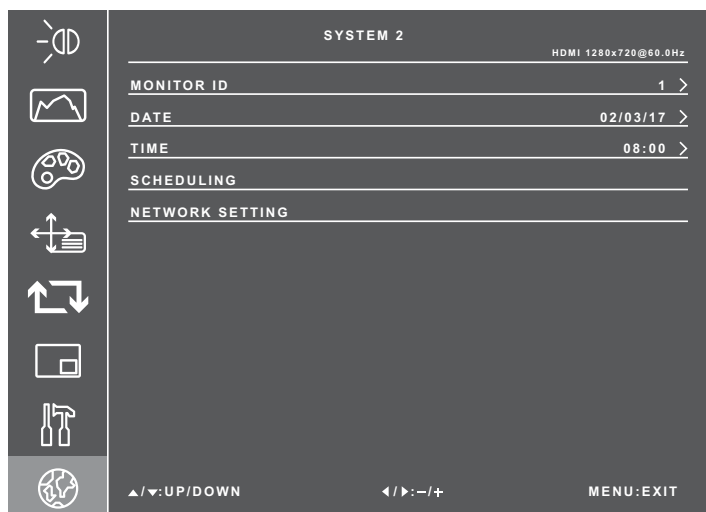 SYSTEM 2
HDMI 1280x720@60.0Hz
MONITOR ID 1 >
DATE 02/03/17 >
TIME 08:00 >
SCHEDULING
NETWORK SETTING
▲/▼:UP/DOWN ◀/▶:−/+ MENU:EXIT